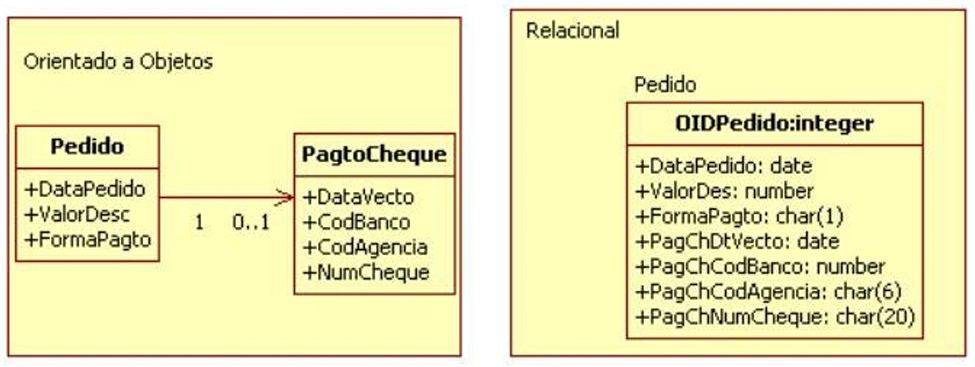 Orientado a Objetos
Pedido
+DataPedido
+ValorDesc
+FormaPagto
1 0..1
PagtoCheque
+DataVecto
+CodBanco
+CodAgencia
+NumCheque
Relacional
Pedido
OIDPedido:integer
+DataPedido: date
+ValorDes: number
+FormaPagto: char(1)
+PagChDtVecto: date
+PagChCodBanco: number
+PagChCodAgencia: char(6)
+PagChNumCheque: char(20)